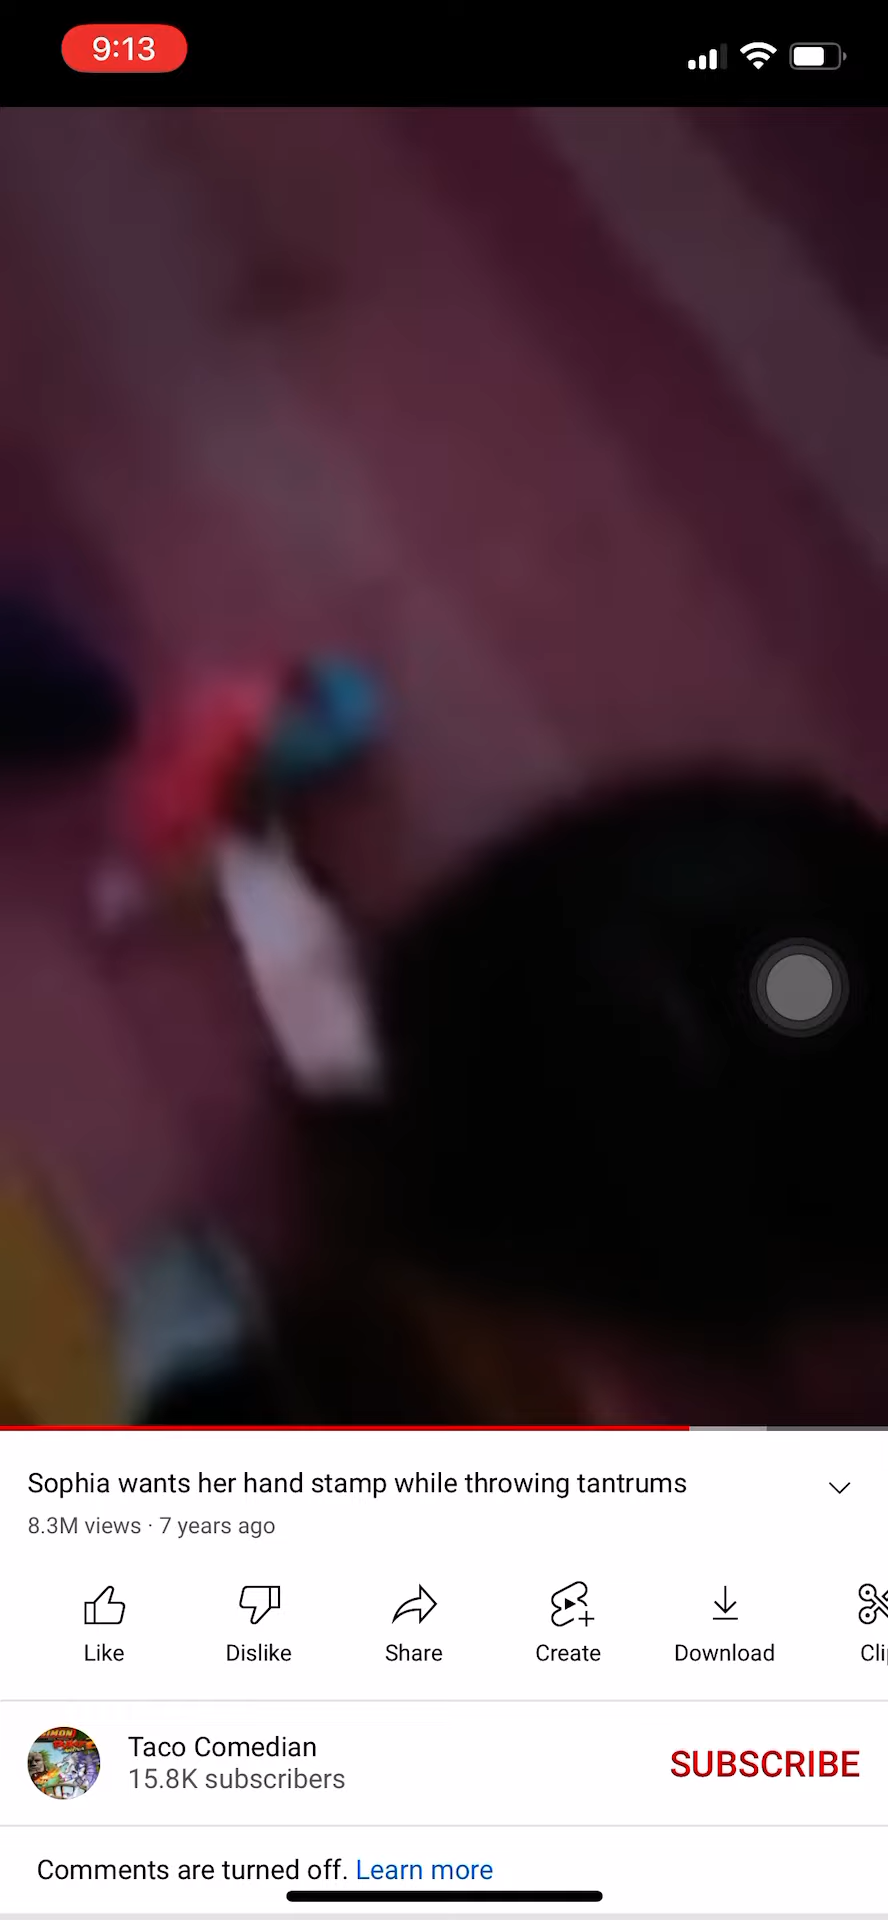 9:13
Sophia wants her hand stamp while throwing tantrums
8.3M views · 7 years ago
Like
Dislike
Share
Create
Download
Cli
Taco Comedian
15.8K subscribers
SUBSCRIBE
Comments are turned off. Learn more